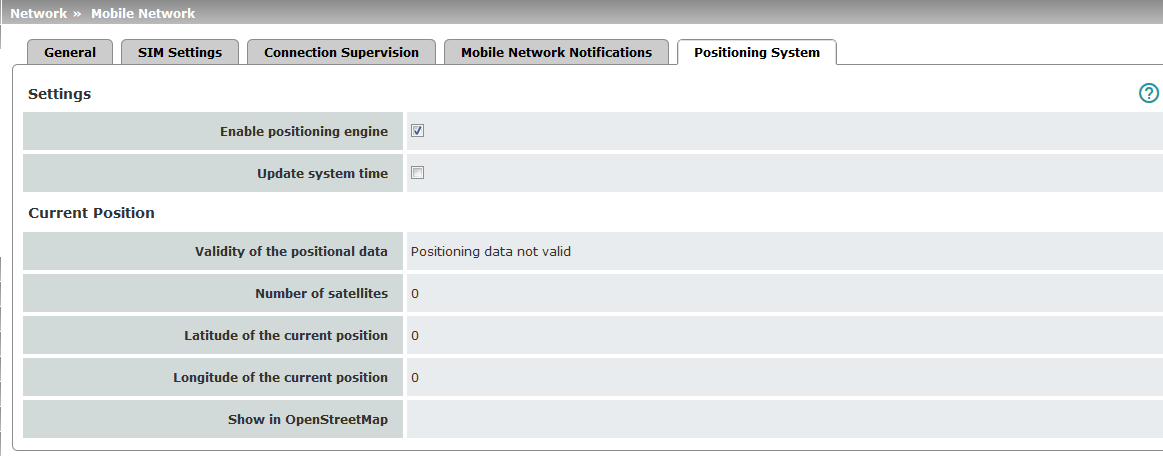 Network » Mobile Network
General SIM Settings Connection Supervision Mobile Network Notifications Positioning System
Settings
?
Enable positioning engine
Update system time
Current Position
Validity of the positional data Positioning data not valid
Number of satellites 0
Latitude of the current position 0
Longitude of the current position 0
Show in OpenStreetMap